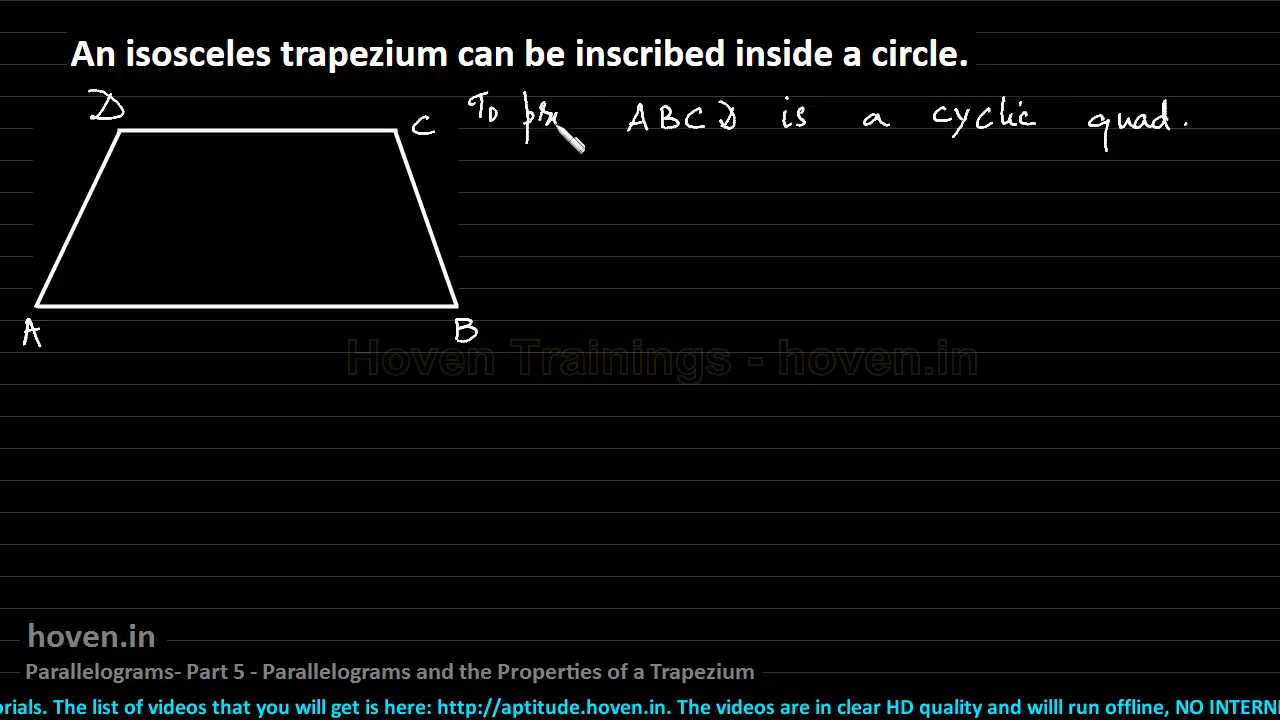 An isosceles trapezium can be inscribed inside a circle.
D
C
To ABCD is a cyclic quad.
A
B
Hoven Trainings - hoven.in
hoven.in
Parallelograms- Part 5 - Parallelograms and the Properties of a Trapezium
orials. The list of videos that you will get is here: http://aptitude.hoven.in. The videos are in clear HD quality and willl run offline, NO INTERN